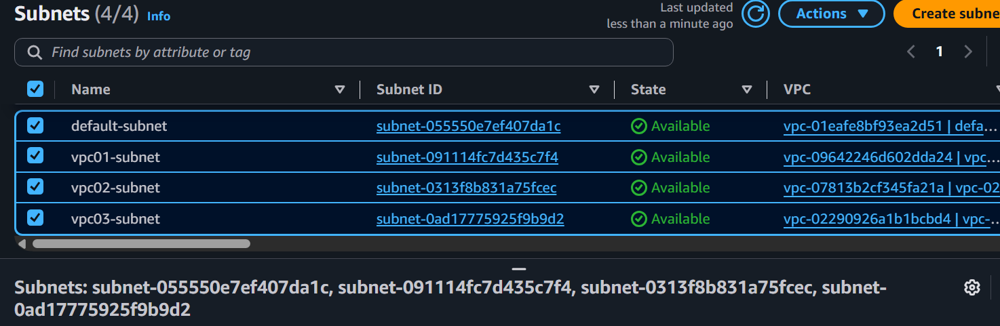 Subnets (4/4) Info
Last updated
less than a minute ago
Actions
Create subne
Find subnets by attribute or tag
1
Name Subnet ID State VPC
default-subnet subnet-055550e7ef407da1c Available vpc-01eafe8bf93ea2d51 | defa...
vpc01-subnet subnet-091114fc7d435c7f4 Available vpc-09642246d602dda24 | vpc...
vpc02-subnet subnet-0313f8b831a75fcec Available vpc-07813b2cf345fa21a | vpc-02
vpc03-subnet subnet-0ad17775925f9b9d2 Available vpc-02290926a1b1bcbd4 | vpc-...
Subnets: subnet-055550e7ef407da1c, subnet-091114fc7d435c7f4, subnet-0313f8b831a75fcec, subnet-
0ad17775925f9b9d2